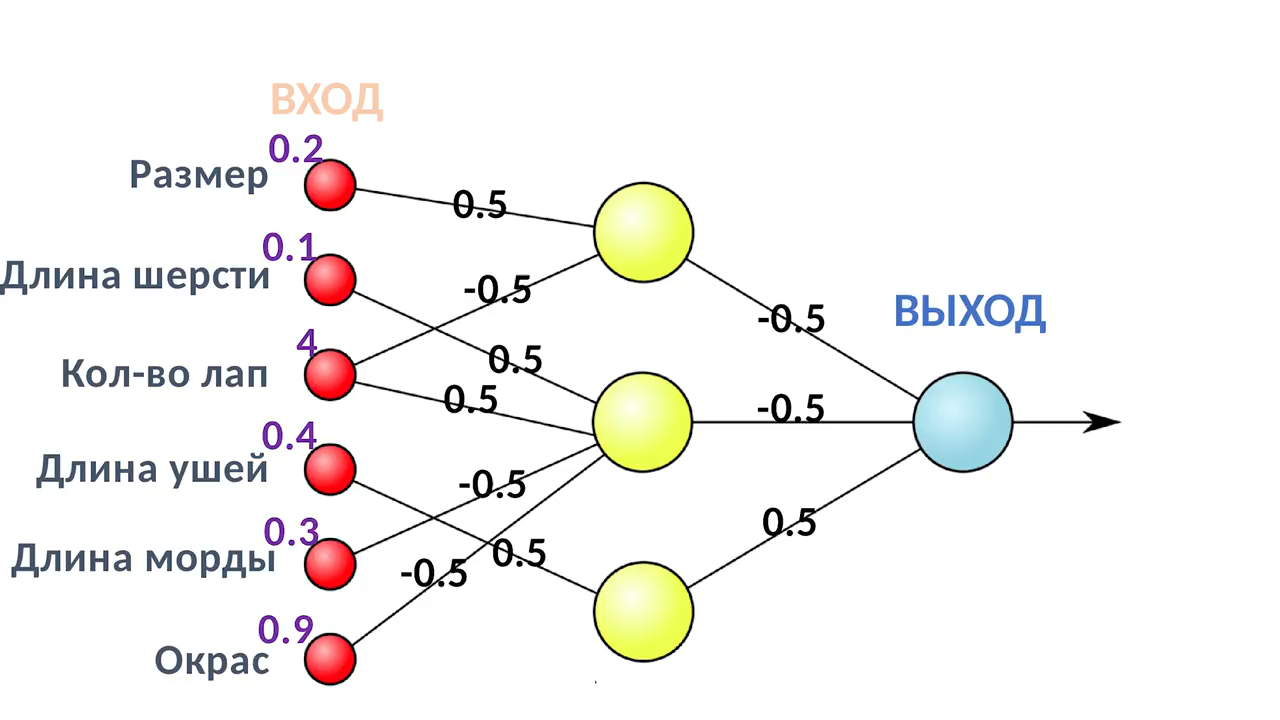 ВХОД
0.2
Размер
0.5
0.1
Длина шерсти
-0.5
ВЫХОД
-0.5
4
Кол-во лап
0.5
0.5
-0.5
0.4
Длина ушей
-0.5
0.5
0.3
Длина морды
0.5
-0.5
0.9
Окрас